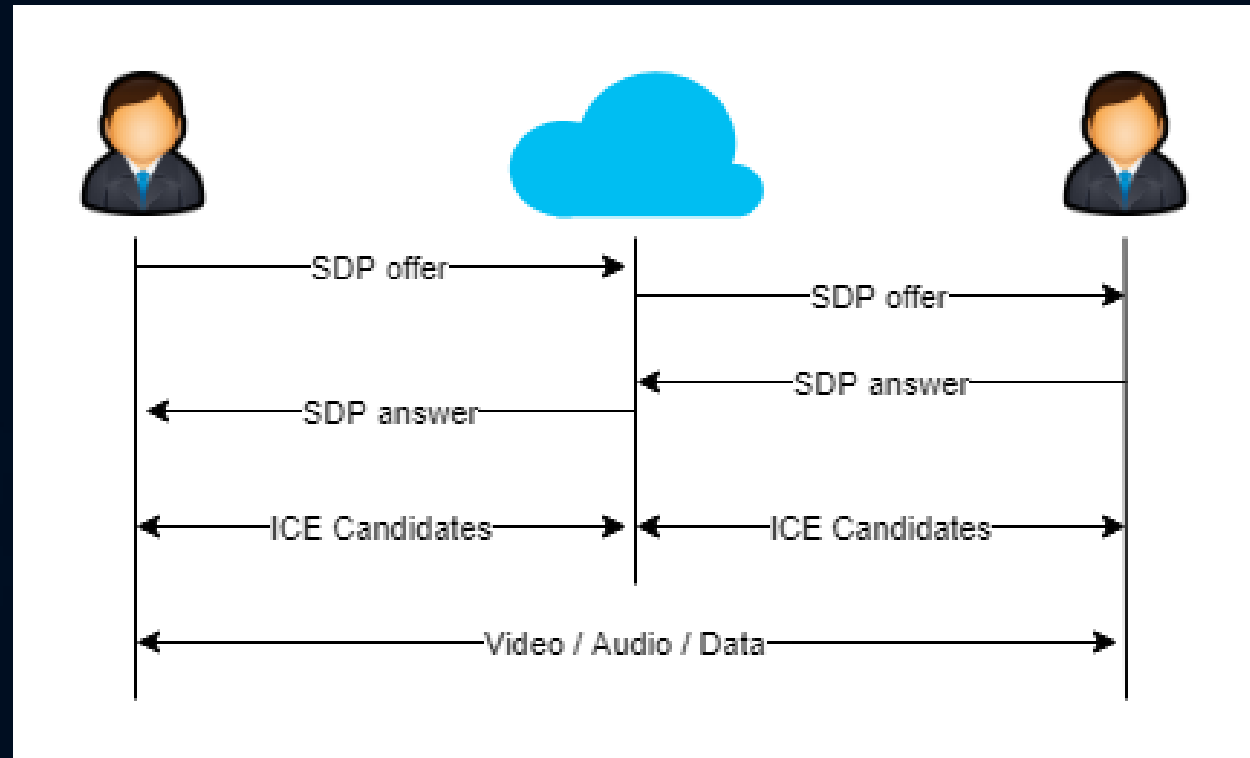 SDP offer
SDP offer
SDP answer
SDP answer
ICE Candidates
ICE Candidates
Video / Audio / Data